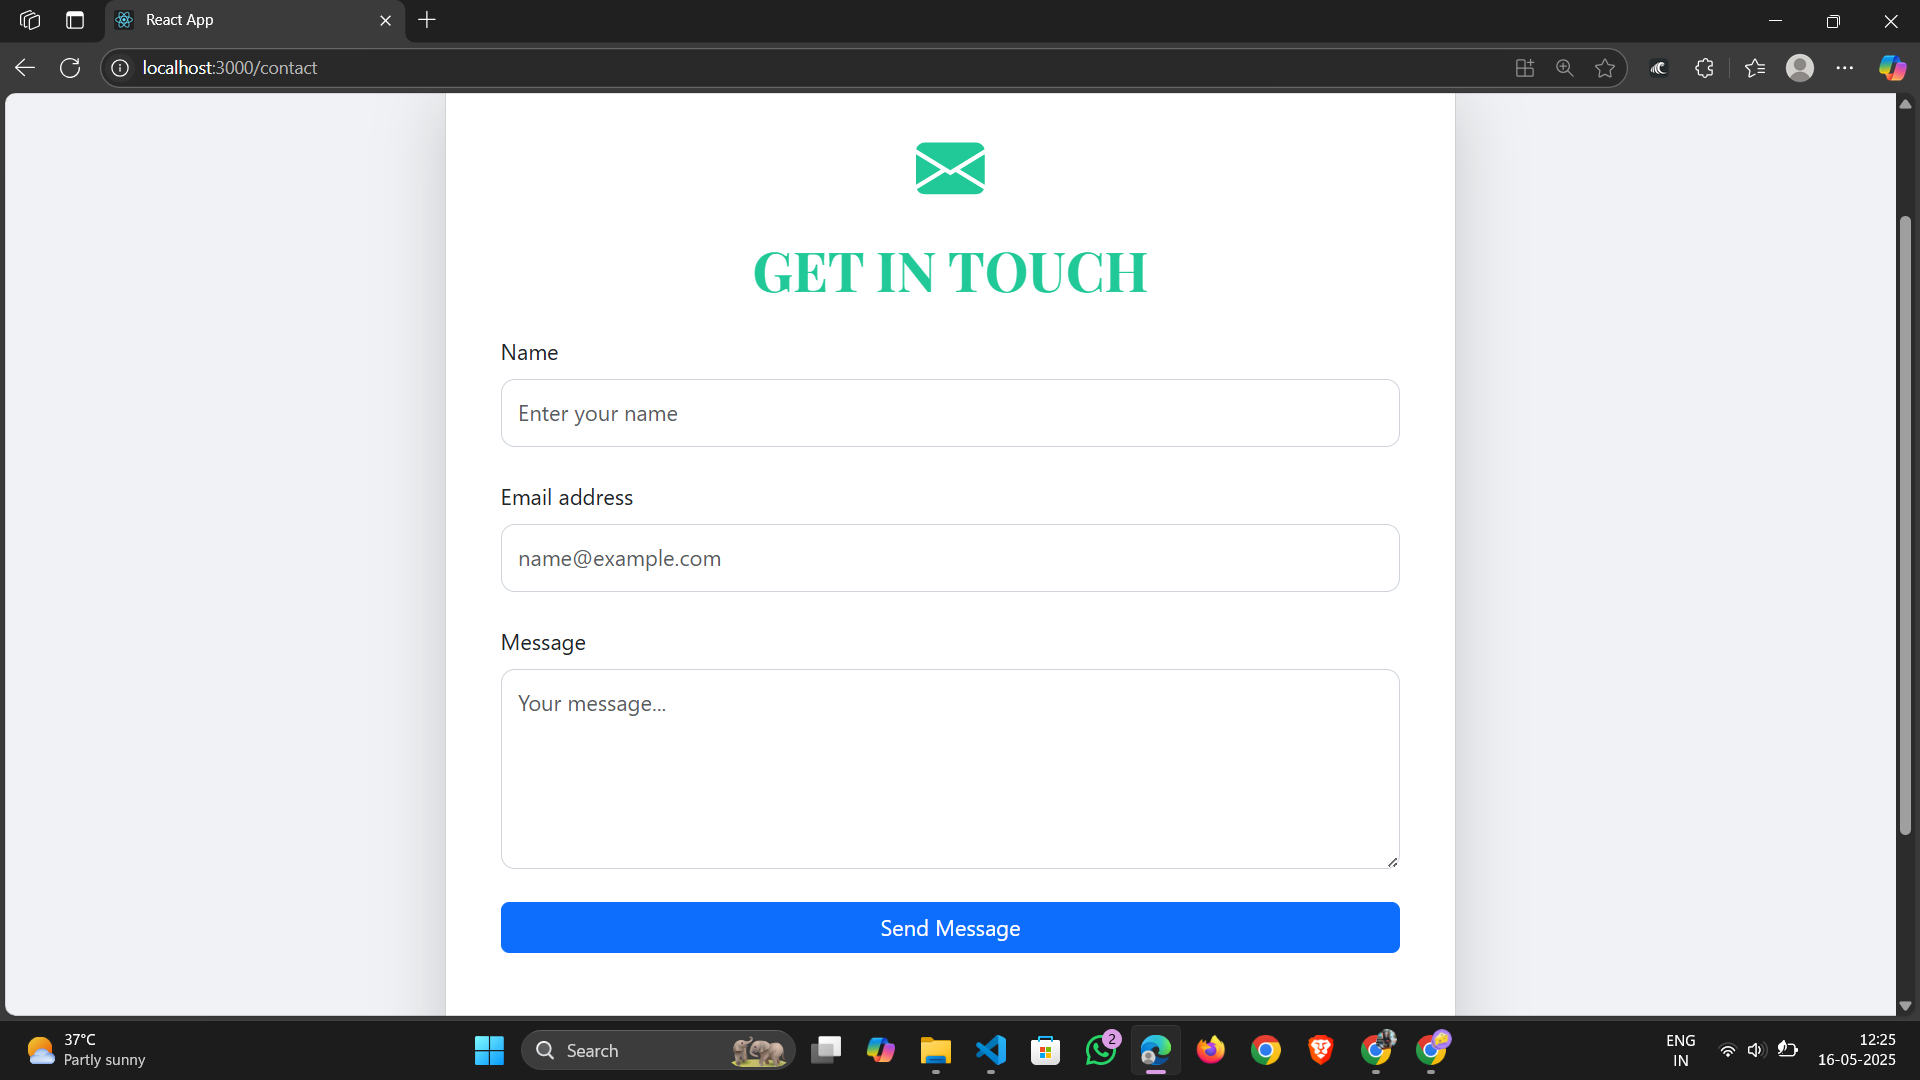 React App
localhost:3000/contact
GET IN TOUCH
Name
Enter your name
Email address
name@example.com
Message
Your message...
Send Message
37°C
Partly sunny
Search
2
ENG
IN
12:25
16-05-2025